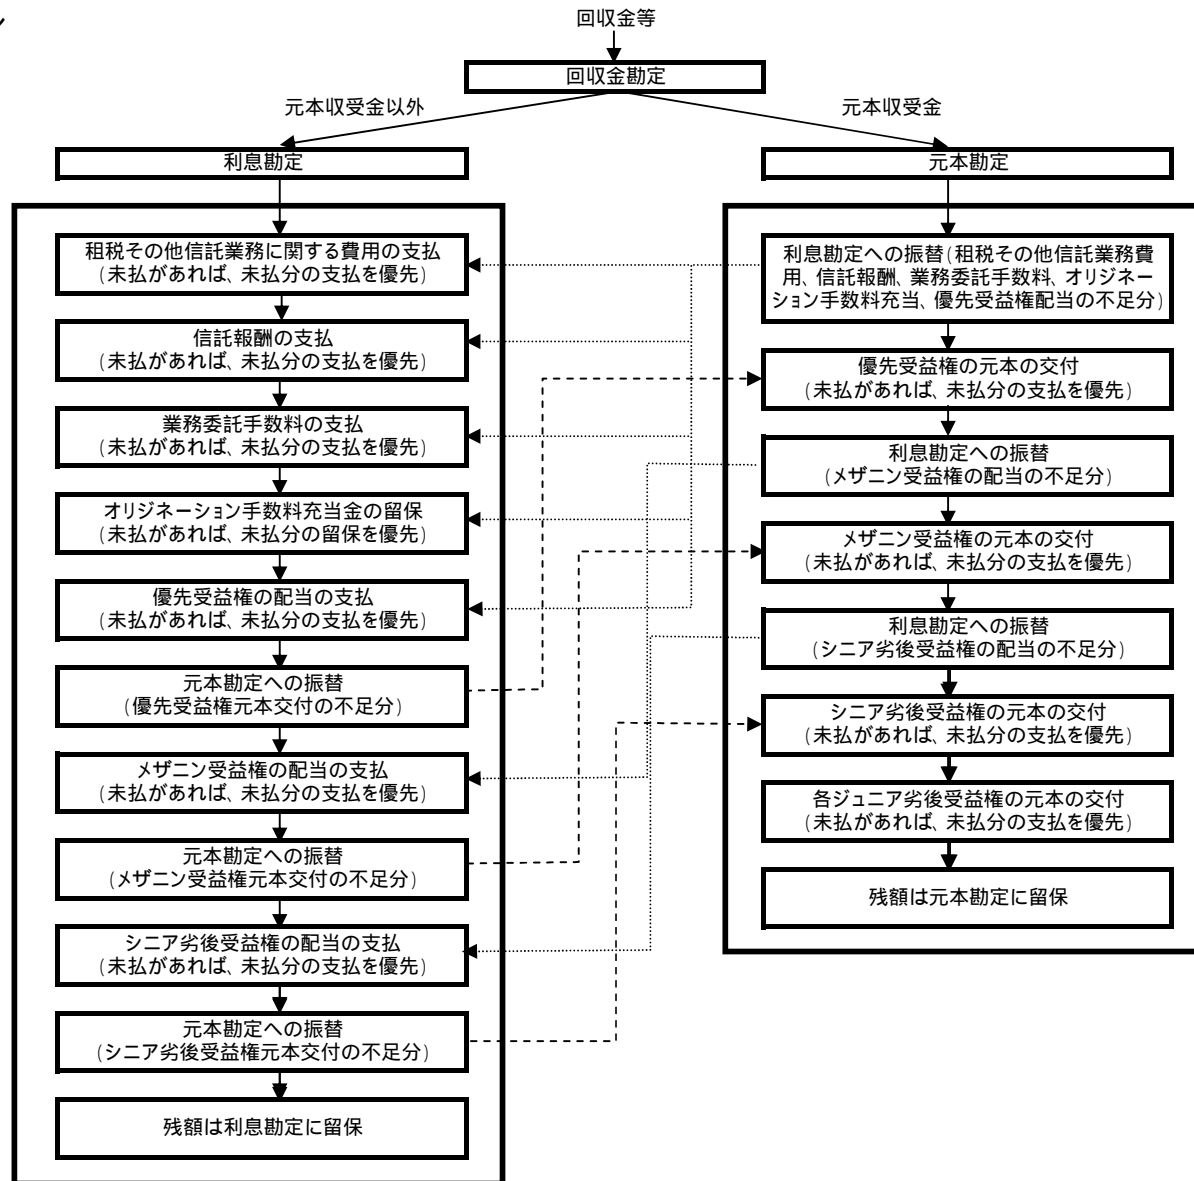 回収金等
回収金勘定
元本収受金以外
元本収受金
利息勘定
元本勘定
租税その他信託業務に関する費用の支払
(未払があれば、未払分の支払を優先)
信託報酬の支払
(未払があれば、未払分の支払を優先)
業務委託手数料の支払
(未払があれば、未払分の支払を優先)
オリジネーション手数料充当金の留保
(未払があれば、未払分の留保を優先)
優先受益権の配当の支払
(未払があれば、未払分の支払を優先)
元本勘定への振替
(優先受益権元本交付の不足分)
メザニン受益権の配当の支払
(未払があれば、未払分の支払を優先)
元本勘定への振替
(メザニン受益権元本交付の不足分)
シニア劣後受益権の配当の支払
(未払があれば、未払分の支払を優先)
元本勘定への振替
(シニア劣後受益権元本交付の不足分)
残額は利息勘定に留保
利息勘定への振替(租税その他信託業務費
用、信託報酬、業務委託手数料、オリジネー
ション手数料充当、優先受益権配当の不足分)
優先受益権の元本の交付
(未払があれば、未払分の支払を優先)
利息勘定への振替
(メザニン受益権の配当の不足分)
メザニン受益権の元本の交付
(未払があれば、未払分の支払を優先)
利息勘定への振替
(シニア劣後受益権の配当の不足分)
シニア劣後受益権の元本の交付
(未払があれば、未払分の支払を優先)
各ジュニア劣後受益権の元本の交付
(未払があれば、未払分の支払を優先)
残額は元本勘定に留保